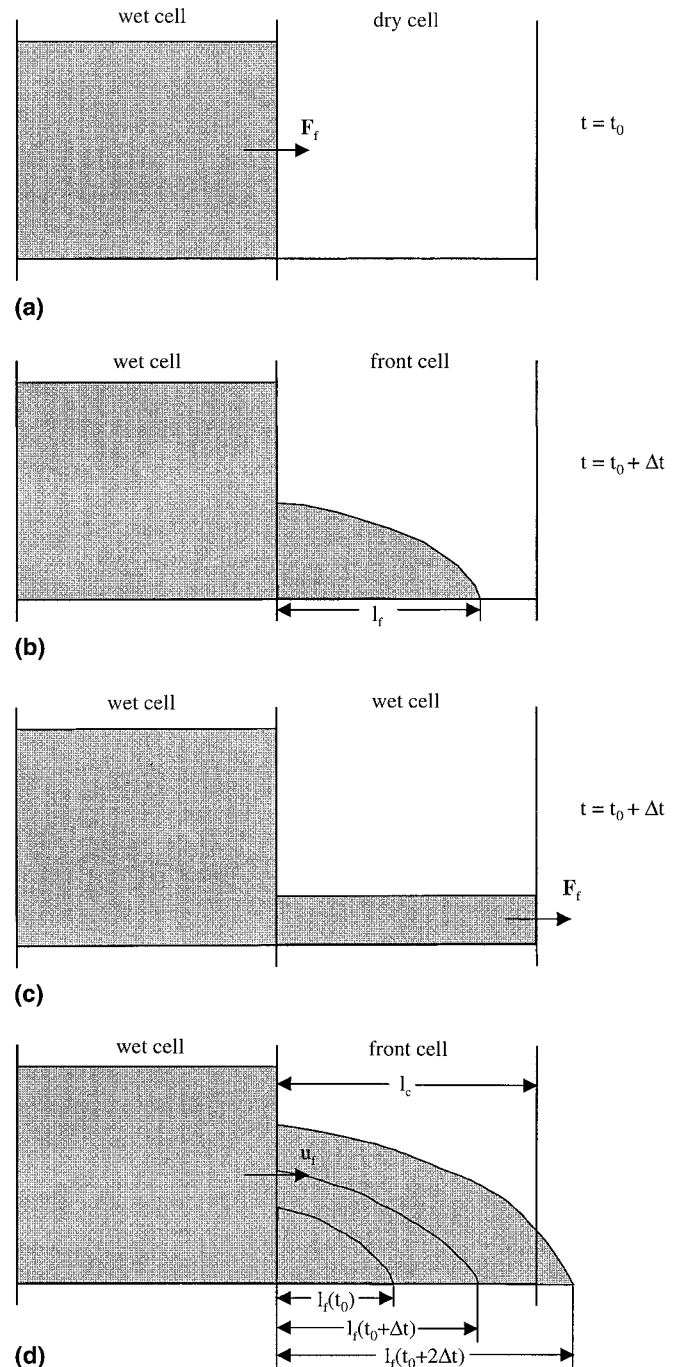 wet cell dry cell
F_f
t = t_0
(a)
wet cell front cell
t = t_0 + Δt
l_f
(b)
wet cell wet cell
t = t_0 + Δt
F_f
(c)
wet cell front cell
l_c
u_f
l_f(t_0)
l_f(t_0+Δt)
l_f(t_0+2Δt)
(d)